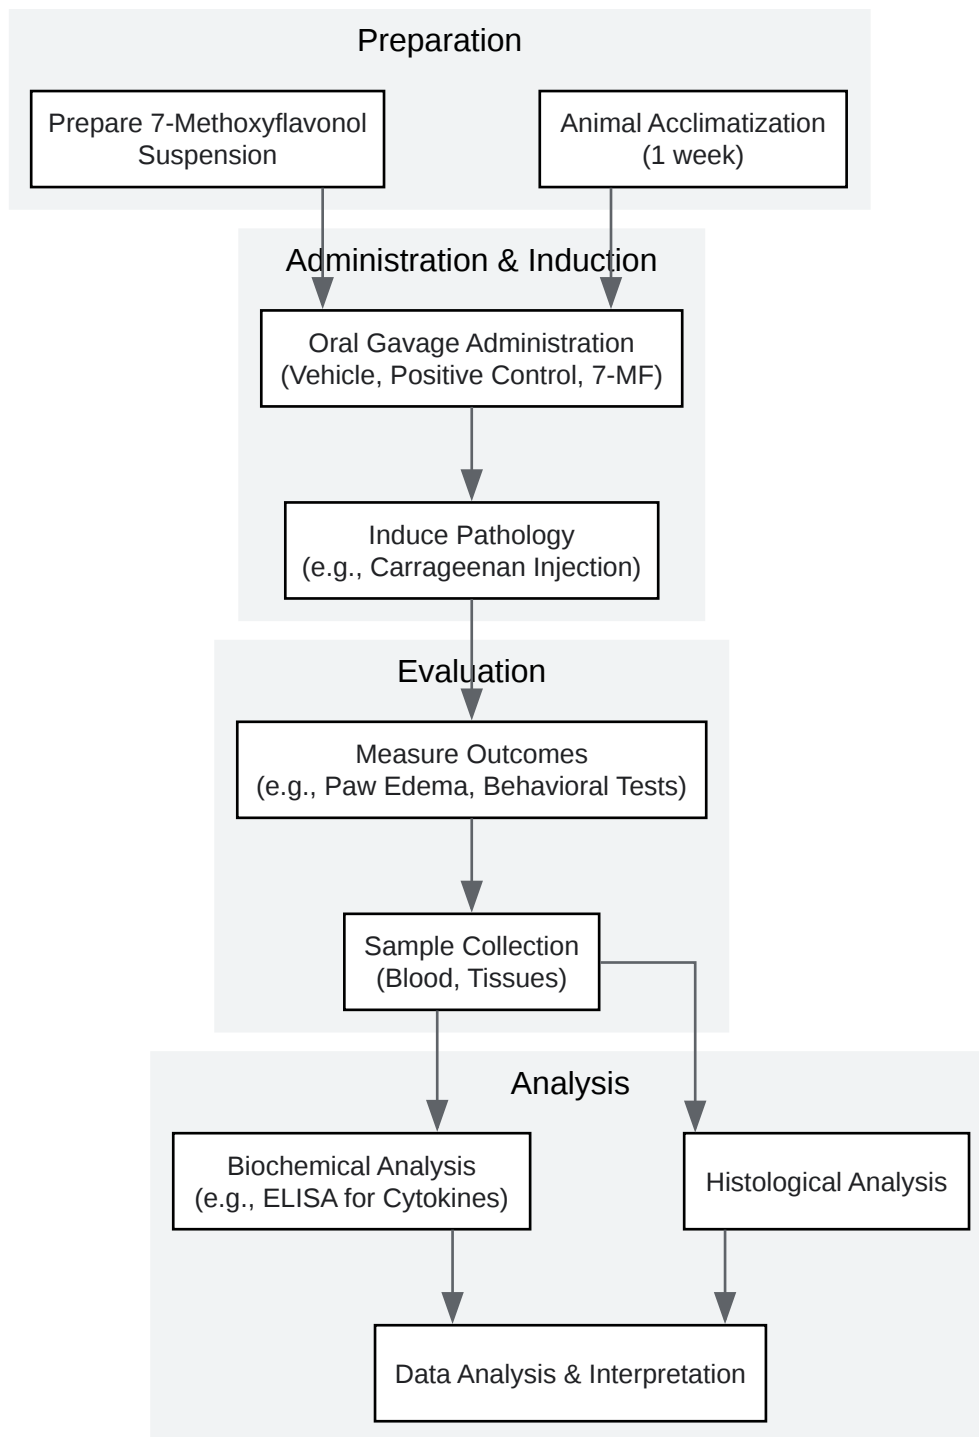 Preparation
Prepare 7-Methoxyflavonol
Suspension
Animal Acclimatization
(1 week)
Administration & Induction
Oral Gavage Administration
(Vehicle, Positive Control, 7-MF)
Induce Pathology
(e.g., Carrageenan Injection)
Evaluation
Measure Outcomes
(e.g., Paw Edema, Behavioral Tests)
Sample Collection
(Blood, Tissues)
Analysis
Biochemical Analysis
(e.g., ELISA for Cytokines)
Histological Analysis
Data Analysis & Interpretation